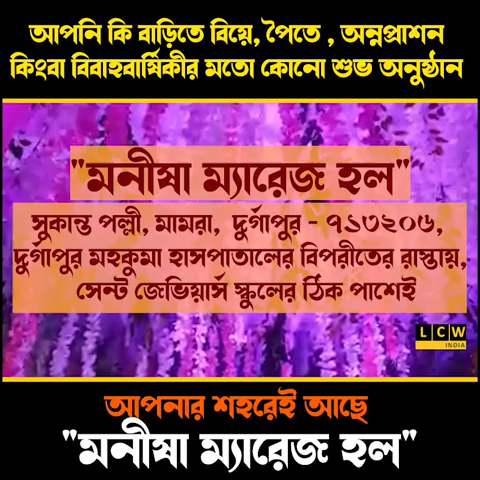 আপনি কি বাড়িতে বিয়ে, পৈতে , অন্নপ্রাশন
কিংবা বিবাহবার্ষিকীর মতো কোনো শুভ অনুষ্ঠান
"মনীষা ম্যারেজ হল"
সুকান্ত পল্লী, মামরা, দুর্গাপুর - ৭১৩২০৬,
দুর্গাপুর মহকুমা হাসপাতালের বিপরীতের রাস্তায়,
সেন্ট জেভিয়ার্স স্কুলের ঠিক পাশেই
LCW
INDIA
আপনার শহরেই আছে
"মনীষা ম্যারেজ হল"